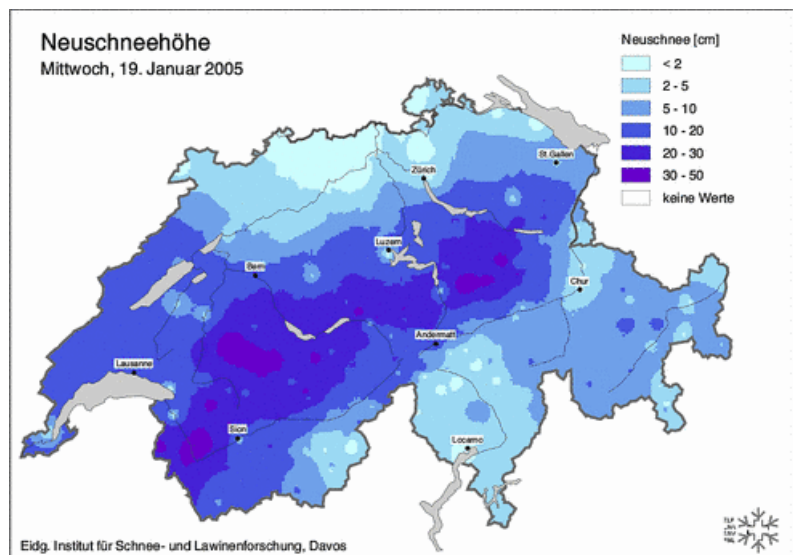 Neuschneehöhe
Mittwoch, 19. Januar 2005
Neuschnee [cm]
< 2
2 - 5
5 - 10
10 - 20
20 - 30
30 - 50
keine Werte
St.Gallen
Zürich
Luzern
Bern
Chur
Andermatt
Lausanne
Sion
Locarno
Eidg. Institut für Schnee- und Lawinenforschung, Davos